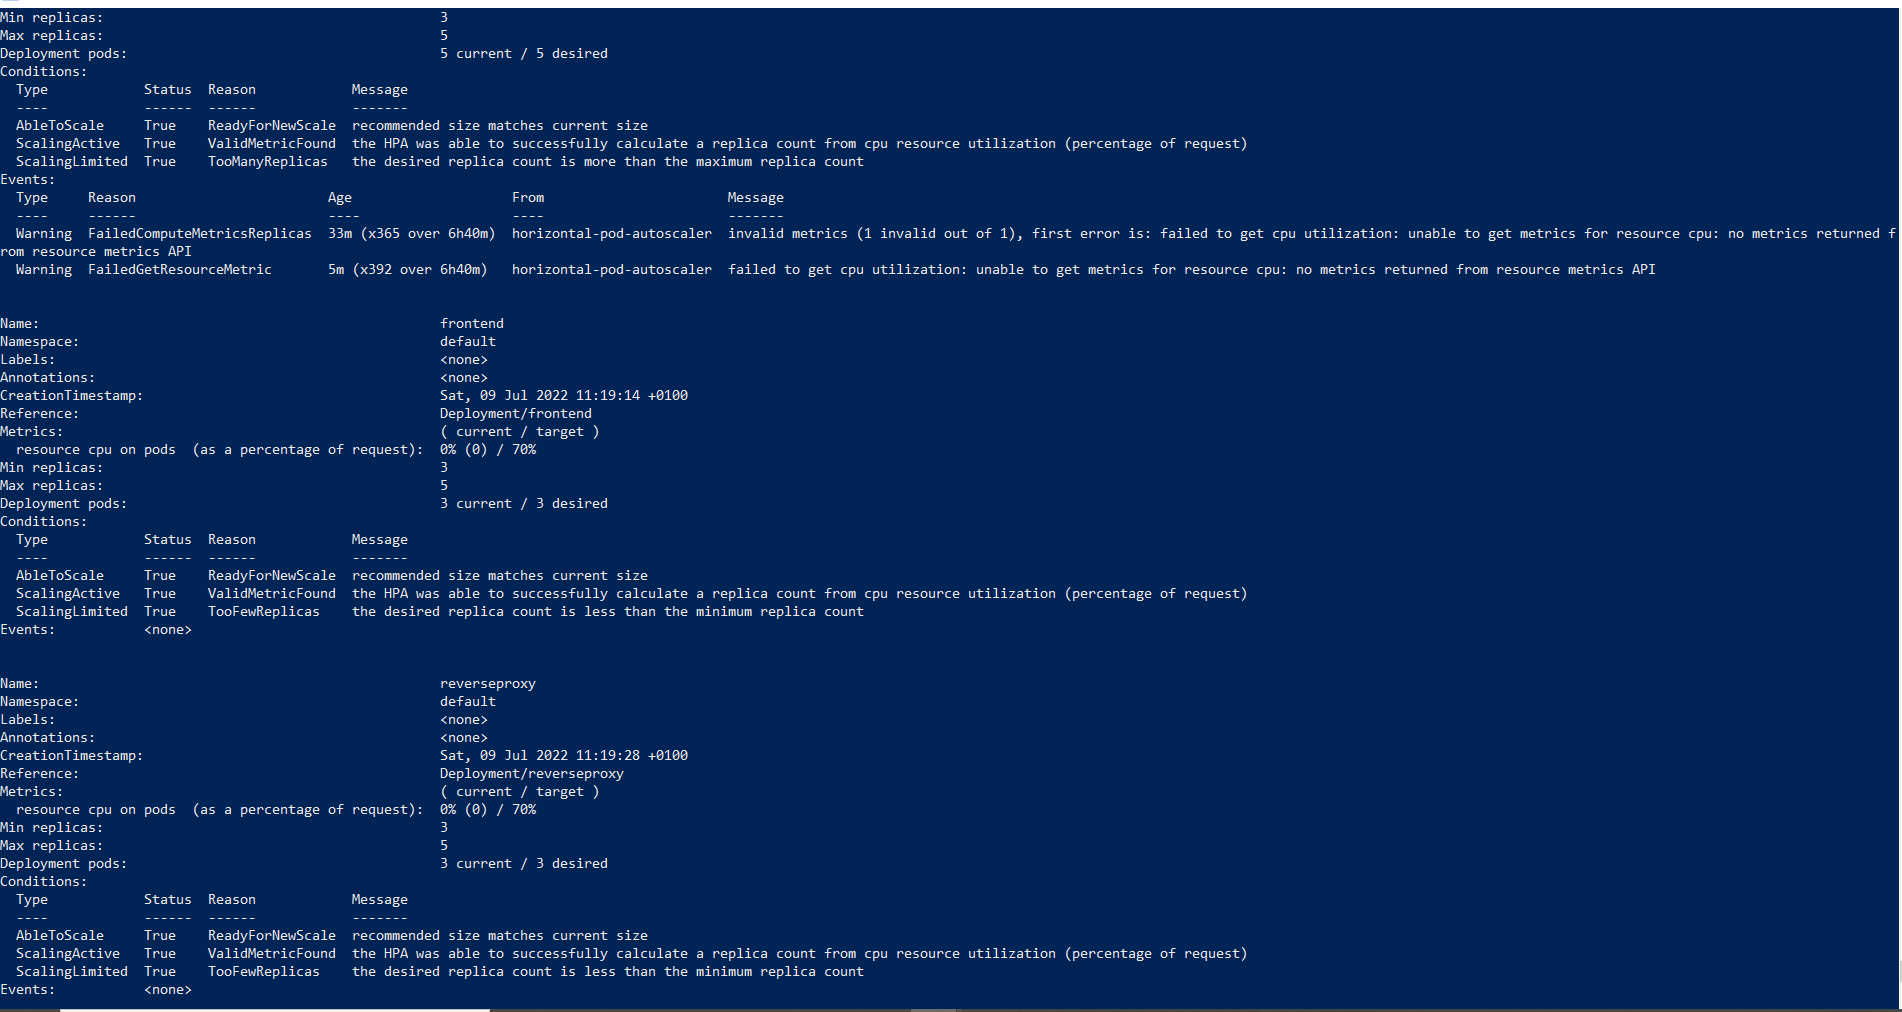 Min replicas:                                          3
Max replicas:                                          5
Deployment pods:                                       5 current / 5 desired
Conditions:
  Type            Status  Reason            Message
  ----            ------  ------            -------
  AbleToScale     True    ReadyForNewScale  recommended size matches current size
  ScalingActive   True    ValidMetricFound  the HPA was able to successfully calculate a replica count from cpu resource utilization (percentage of request)
  ScalingLimited  True    TooManyReplicas   the desired replica count is more than the maximum replica count
Events:
  Type     Reason                        Age                    From                       Message
  ----     ------                        ----                   ----                       -------
  Warning  FailedComputeMetricsReplicas  33m (x365 over 6h40m)  horizontal-pod-autoscaler  invalid metrics (1 invalid out of 1), first error is: failed to get cpu utilization: unable to get metrics for resource cpu: no metrics returned f
rom resource metrics API
  Warning  FailedGetResourceMetric       5m (x392 over 6h40m)   horizontal-pod-autoscaler  failed to get cpu utilization: unable to get metrics for resource cpu: no metrics returned from resource metrics API
Name:                                                  frontend
Namespace:                                             default
Labels:                                                <none>
Annotations:                                           <none>
CreationTimestamp:                                     Sat, 09 Jul 2022 11:19:14 +0100
Reference:                                             Deployment/frontend
Metrics:                                               ( current / target )
  resource cpu on pods  (as a percentage of request):  0% (0) / 70%
Min replicas:                                          3
Max replicas:                                          5
Deployment pods:                                       3 current / 3 desired
Conditions:
  Type            Status  Reason            Message
  ----            ------  ------            -------
  AbleToScale     True    ReadyForNewScale  recommended size matches current size
  ScalingActive   True    ValidMetricFound  the HPA was able to successfully calculate a replica count from cpu resource utilization (percentage of request)
  ScalingLimited  True    TooFewReplicas    the desired replica count is less than the minimum replica count
Events:           <none>
Name:                                                  reverseproxy
Namespace:                                             default
Labels:                                                <none>
Annotations:                                           <none>
CreationTimestamp:                                     Sat, 09 Jul 2022 11:19:28 +0100
Reference:                                             Deployment/reverseproxy
Metrics:                                               ( current / target )
  resource cpu on pods  (as a percentage of request):  0% (0) / 70%
Min replicas:                                          3
Max replicas:                                          5
Deployment pods:                                       3 current / 3 desired
Conditions:
  Type            Status  Reason            Message
  ----            ------  ------            -------
  AbleToScale     True    ReadyForNewScale  recommended size matches current size
  ScalingActive   True    ValidMetricFound  the HPA was able to successfully calculate a replica count from cpu resource utilization (percentage of request)
  ScalingLimited  True    TooFewReplicas    the desired replica count is less than the minimum replica count
Events:           <none>